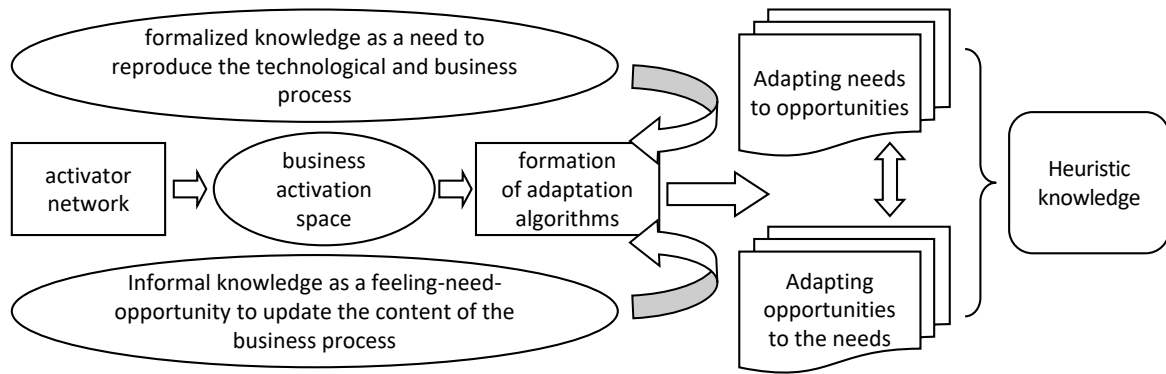 formalized knowledge as a need to
reproduce the technological and business
process
activator
network
business
activation
space
formation
of adaptation
algorithms
Informal knowledge as a feeling-need-
opportunity to update the content of the
business process
Adapting needs
to opportunities
Adapting
opportunities
to the needs
Heuristic
knowledge